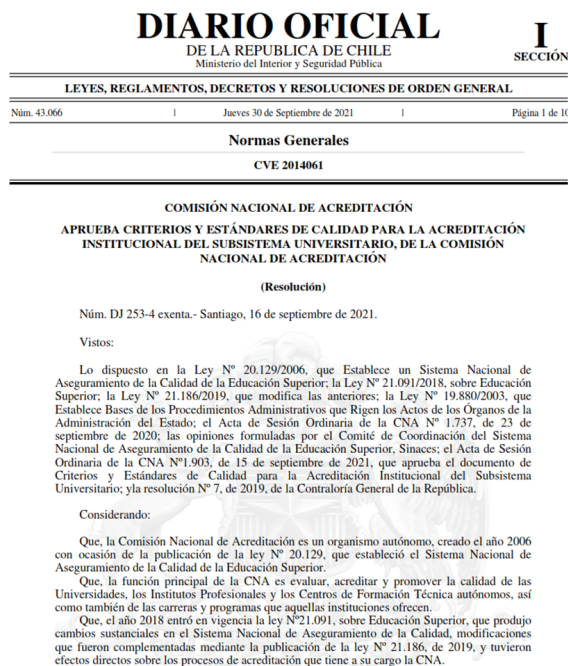 DIARIO OFICIAL
DE LA REPUBLICA DE CHILE
Ministerio del Interior y Seguridad Pública
I
SECCIÓN
LEYES, REGLAMENTOS, DECRETOS Y RESOLUCIONES DE ORDEN GENERAL
Núm. 43.066 | Jueves 30 de Septiembre de 2021 | Página 1 de 10
Normas Generales
CVE 2014061
COMISIÓN NACIONAL DE ACREDITACIÓN
APRUEBA CRITERIOS Y ESTÁNDARES DE CALIDAD PARA LA ACREDITACIÓN
INSTITUCIONAL DEL SUBSISTEMA UNIVERSITARIO, DE LA COMISIÓN
NACIONAL DE ACREDITACIÓN
(Resolución)
Núm. DJ 253-4 exenta.- Santiago, 16 de septiembre de 2021.
Vistos:
Lo dispuesto en la Ley Nº 20.129/2006, que Establece un Sistema Nacional de
Aseguramiento de la Calidad de la Educación Superior; la Ley Nº 21.091/2018, sobre Educación
Superior; la Ley Nº 21.186/2019, que modifica las anteriores; la Ley Nº 19.880/2003, que
Establece Bases de los Procedimientos Administrativos que Rigen los Actos de los Órganos de la
Administración del Estado; el Acta de Sesión Ordinaria de la CNA Nº 1.737, de 23 de
septiembre de 2020; las opiniones formuladas por el Comité de Coordinación del Sistema
Nacional de Aseguramiento de la Calidad de la Educación Superior, Sinaces; el Acta de Sesión
Ordinaria de la CNA Nº1.903, de 15 de septiembre de 2021, que aprueba el documento de
Criterios y Estándares de Calidad para la Acreditación Institucional del Subsistema
Universitario; yla resolución Nº 7, de 2019, de la Contraloría General de la República.
Considerando:
Que, la Comisión Nacional de Acreditación es un organismo autónomo, creado el año 2006
con ocasión de la publicación de la ley Nº 20.129, que estableció el Sistema Nacional de
Aseguramiento de la Calidad de la Educación Superior.
Que, la función principal de la CNA es evaluar, acreditar y promover la calidad de las
Universidades, los Institutos Profesionales y los Centros de Formación Técnica autónomos, así
como también de las carreras y programas que aquellas instituciones ofrecen.
Que, el año 2018 entró en vigencia la ley Nº21.091, sobre Educación Superior, que produjo
cambios sustanciales en el Sistema Nacional de Aseguramiento de la Calidad, modificaciones
que fueron complementadas mediante la publicación de la ley Nº 21.186, de 2019, y tuvieron
efectos directos sobre los procesos de acreditación que tiene a su cargo la CNA.